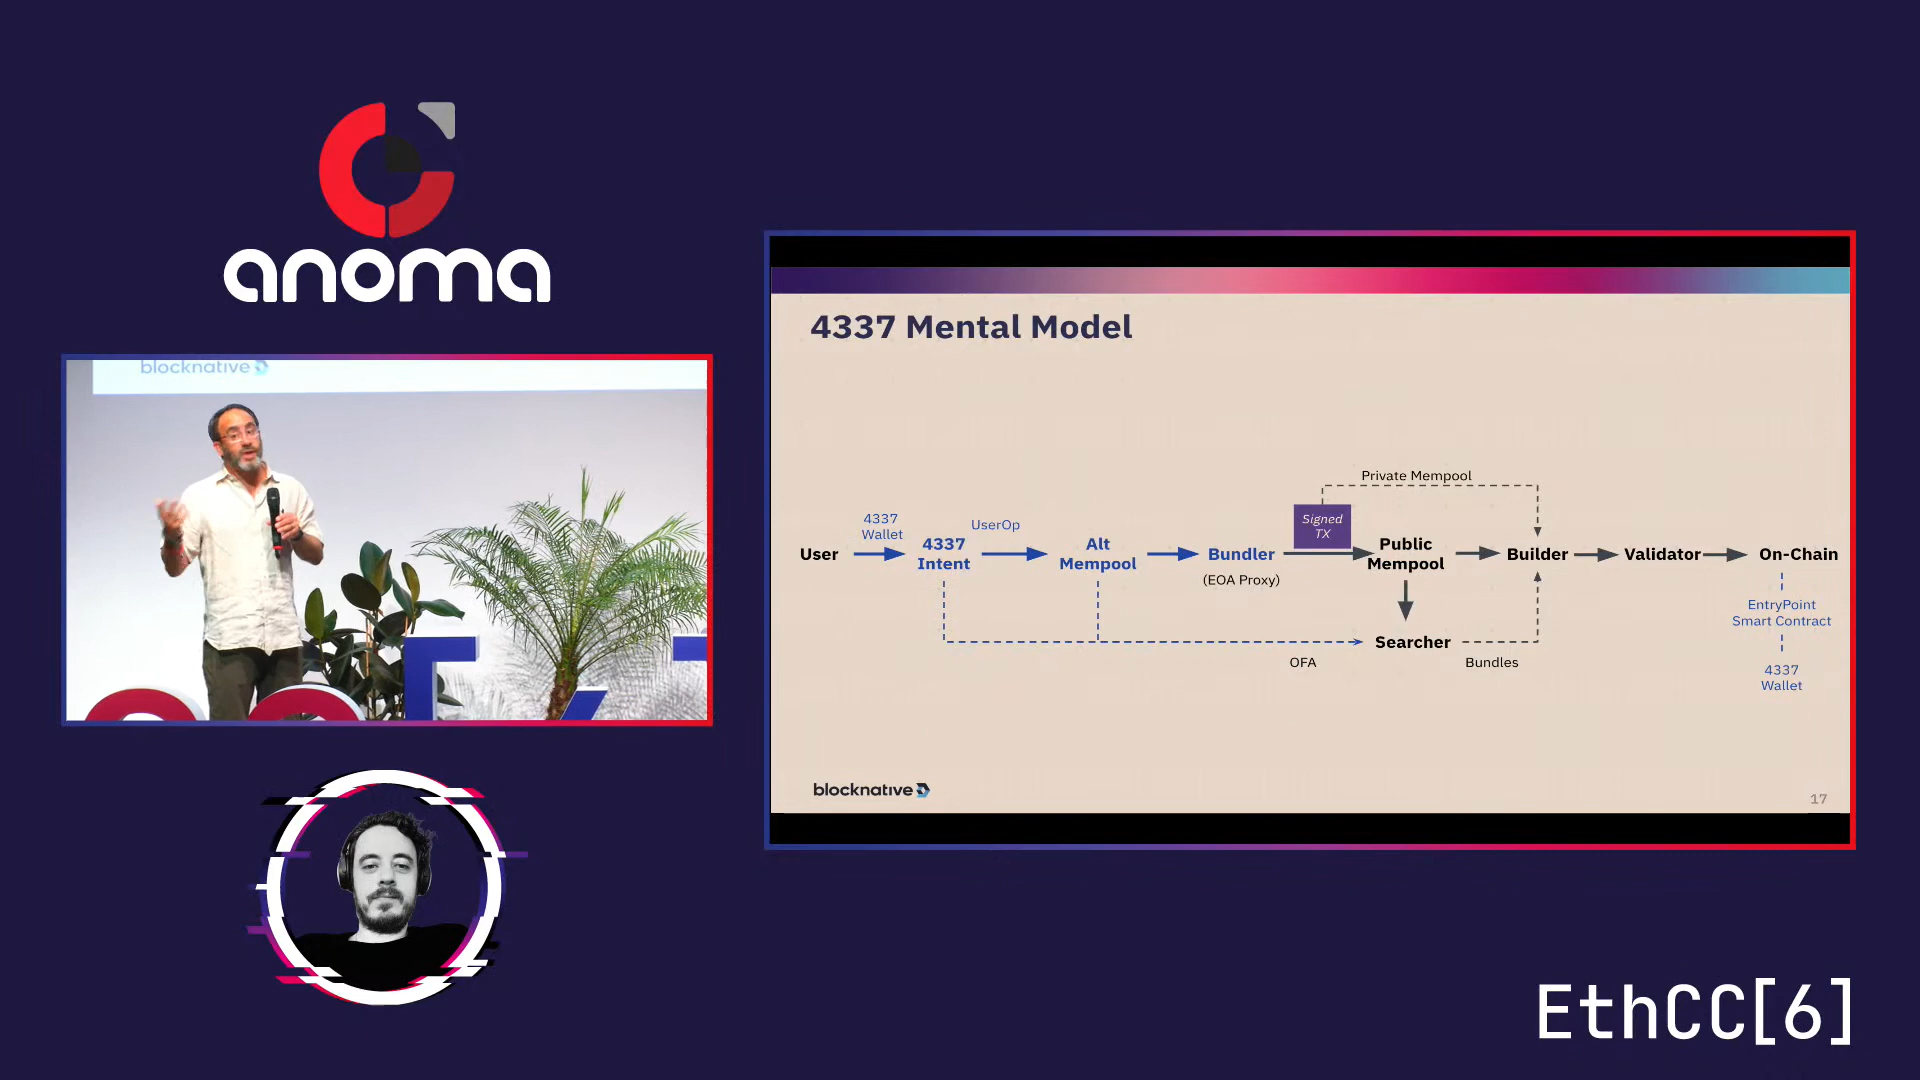 anoma
blocknative
4337 Mental Model
Private Mempool
Signed
TX
4337
Wallet
UserOp
User
4337
Intent
Alt
Mempool
Bundler
(EOA Proxy)
Public
Mempool
Builder
Validator
On-Chain
EntryPoint
Smart Contract
Searcher
OFA
Bundles
4337
Wallet
blocknative
17
EthCC[6]